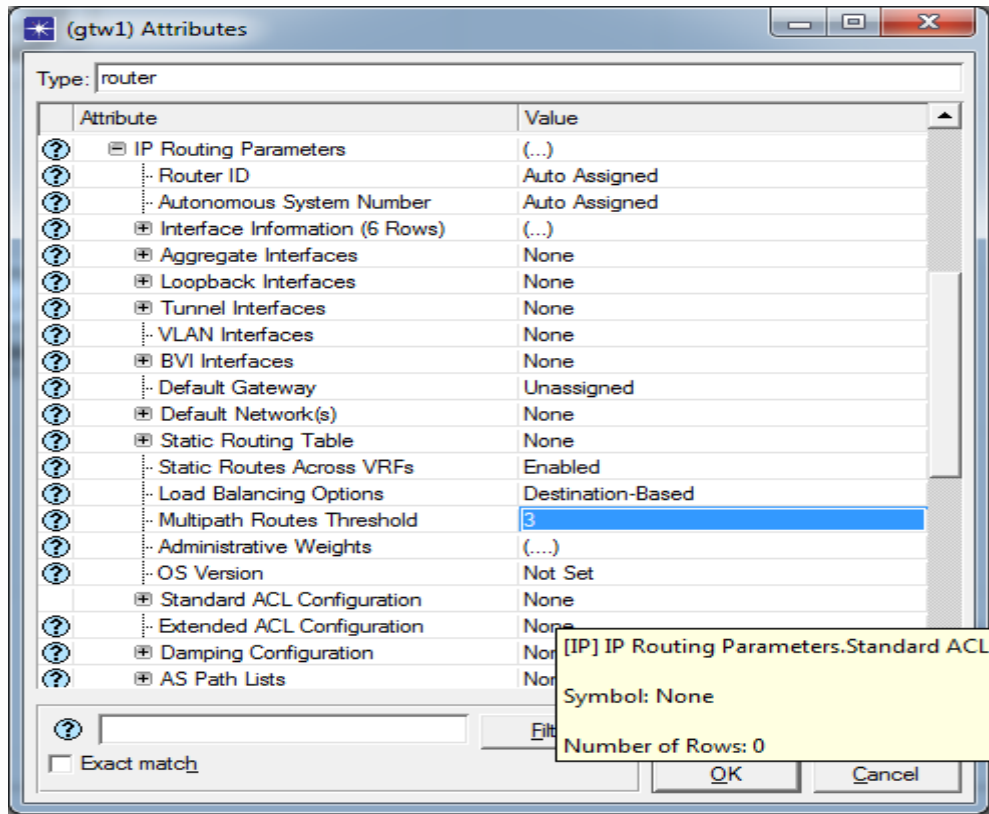 (gtw1) Attributes
Type: router
Attribute Value
IP Routing Parameters (...)
Router ID Auto Assigned
Autonomous System Number Auto Assigned
Interface Information (6 Rows) (...)
Aggregate Interfaces None
Loopback Interfaces None
Tunnel Interfaces None
VLAN Interfaces None
BVI Interfaces None
Default Gateway Unassigned
Default Network(s) None
Static Routing Table None
Static Routes Across VRFs Enabled
Load Balancing Options Destination-Based
Multipath Routes Threshold 3
Administrative Weights (....)
OS Version Not Set
Standard ACL Configuration None
Extended ACL Configuration None
Damping Configuration
AS Path Lists
[IP] IP Routing Parameters.Standard ACL
Symbol: None
Number of Rows: 0
Exact match
OK Cancel